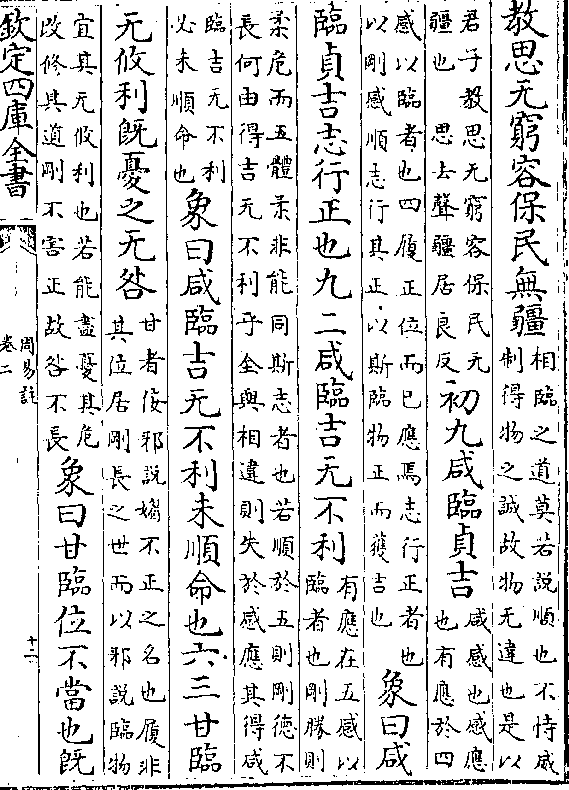 教思无窮容保民無疆
相臨之道莫若說順也不恃威
制得物之誠故物无違也是以
君子教思无窮容保民无
疆也 思去聲疆居良反
初九咸臨貞吉
咸感也感應
也有應於四
感以臨者也四履正位而已應焉志行正者也
以剛感順志行其正以斯臨物正而獲吉也
象曰咸
臨貞吉志行正也九二咸臨吉无不利
有應在五感以
臨者也剛勝則
柔危而五體柔非能同斯志者也若順於五則剛德不
長何由得吉无不利乎全與相違則失於感應其得咸
臨吉无不利
必未順命也
象曰咸臨吉无不利未順命也六三甘臨
无攸利既憂之无咎
甘者佞邪說媚不正之名也履非
其位居剛長之世而以邪說臨物
宜其无攸利也若能盡憂其危
改修其道剛不害正故咎不長
象曰甘臨位不當也既
欽定四庫全書
周易註
卷二
十二